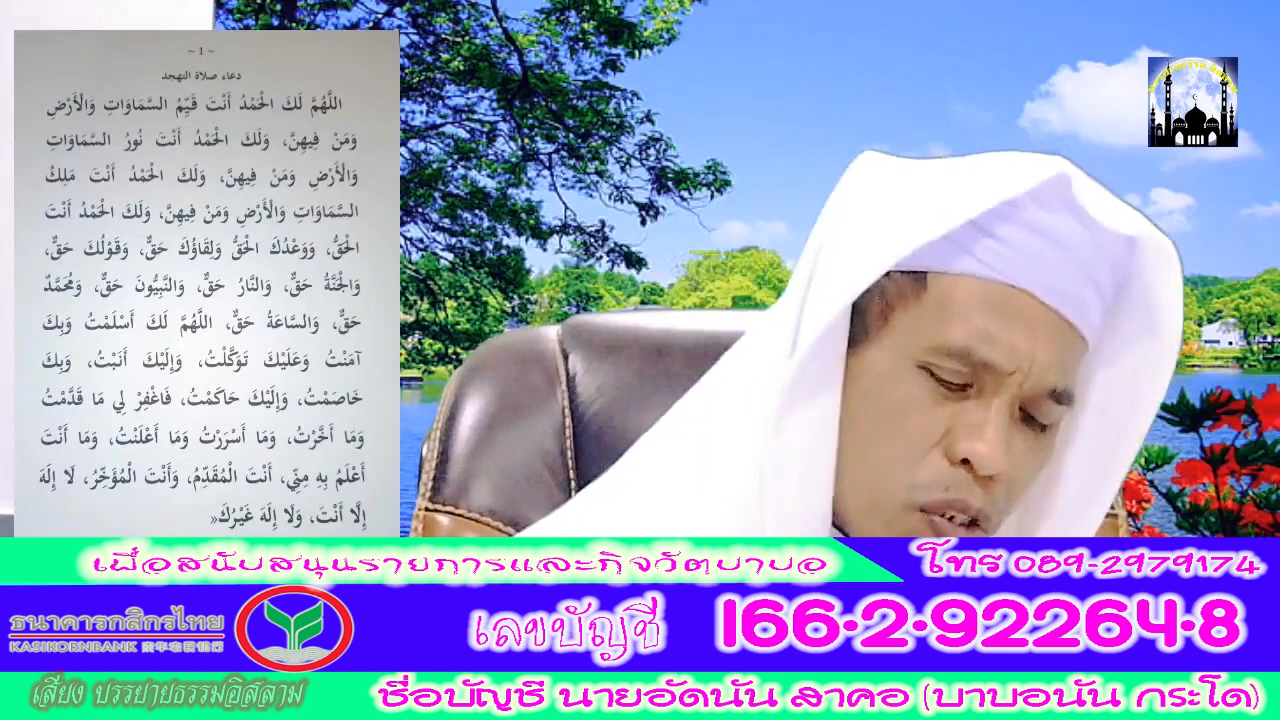 ~ 1 ~
دعاء صلاة التهجد
اللَّهُمَّ لَكَ الْحَمْدُ أَنْتَ قَيِّمُ السَّمَاوَاتِ وَالْأَرْضِ
وَمَنْ فِيهِنَّ، وَلَكَ الْحَمْدُ أَنْتَ نُورُ السَّمَاوَاتِ
وَالْأَرْضِ وَمَنْ فِيهِنَّ، وَلَكَ الْحَمْدُ أَنْتَ مَلِكُ
السَّمَاوَاتِ وَالْأَرْضِ وَمَنْ فِيهِنَّ، وَلَكَ الْحَمْدُ أَنْتَ
الْحَقُّ، وَوَعْدُكَ الْحَقُّ وَلِقَاؤُكَ حَقٌّ، وَقَوْلُكَ حَقٌّ،
وَالْجَنَّةُ حَقٌّ، وَالنَّارُ حَقٌّ، وَالنَّبِيُّونَ حَقٌّ، وَمُحَمَّدٌ
حَقٌّ، وَالسَّاعَةُ حَقٌّ، اللَّهُمَّ لَكَ أَسْلَمْتُ وَبِكَ
آمَنْتُ وَعَلَيْكَ تَوَكَّلْتُ، وَإِلَيْكَ أَنَبْتُ، وَبِكَ
خَاصَمْتُ، وَإِلَيْكَ حَاكَمْتُ، فَاغْفِرْ لِي مَا قَدَّمْتُ
وَمَا أَخَّرْتُ، وَمَا أَسْرَرْتُ وَمَا أَعْلَنْتُ، وَمَا أَنْتَ
أَعْلَمُ بِهِ مِنِّي، أَنْتَ الْمُقَدِّمُ، وَأَنْتَ الْمُؤَخِّرُ، لَا إِلَهَ
إِلَّا أَنْتَ، وَلَا إِلَهَ غَيْرُكَ«
เพื่อสนับสนุนรายการและกิจวัตบาบอ
โทร 089-2979174
ธนาคารกสิกรไทย
KASIKORNBANK 开泰银行
เลขบัญชี 166-2-92264-8
เสียง บรรยายธรรมอิสลาม
ชื่อบัญชี นายอัดนัน สาคอ (บาบอนัน กระโด)